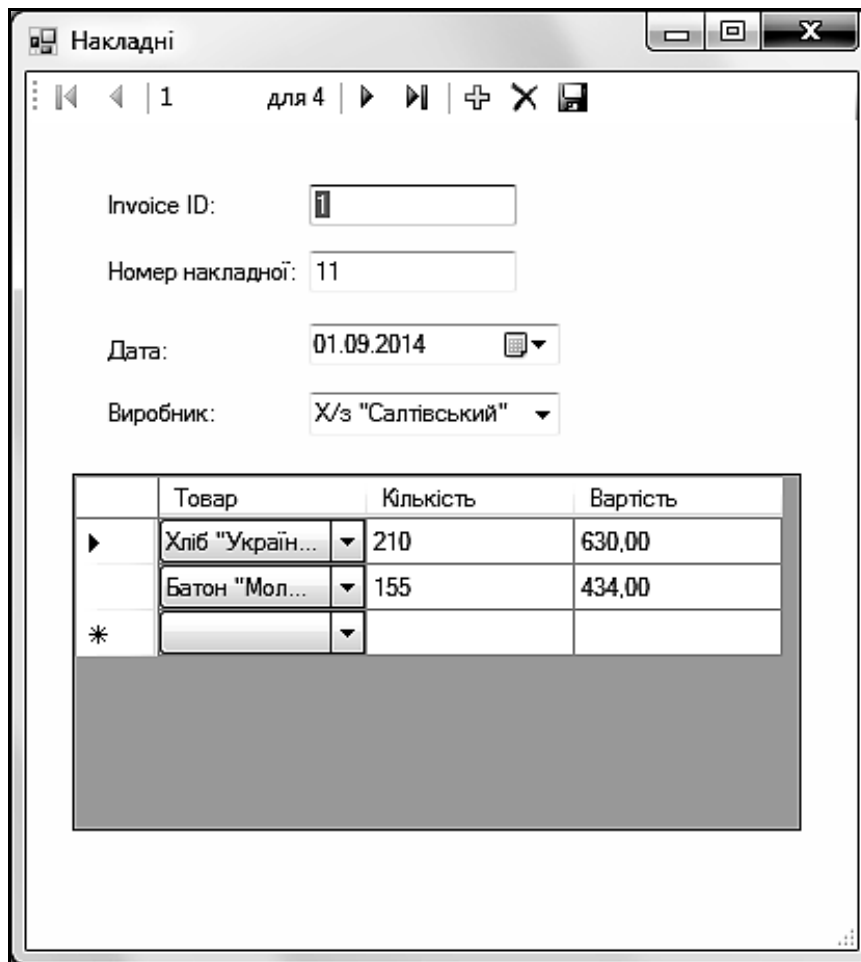 Накладні
1 для 4
Invoice ID: 1
Номер накладної: 11
Дата: 01.09.2014
Виробник: Х/з "Салтівський"
Товар Кількість Вартість
Хліб "Україн... 210 630,00
Батон "Мол... 155 434,00